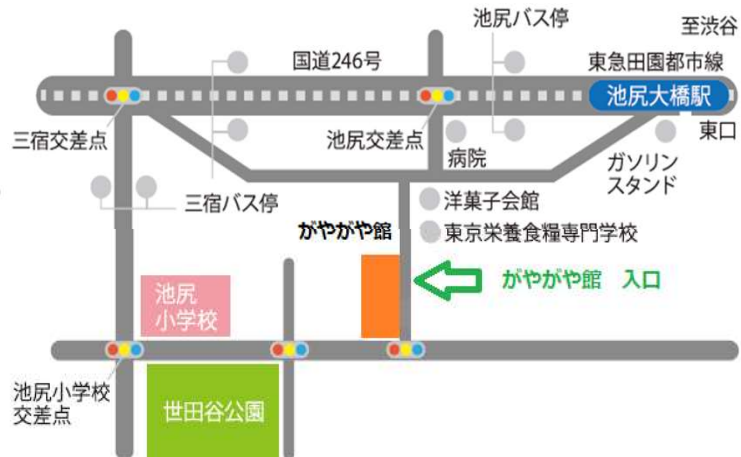 池尻バス停
至渋谷
国道246号
東急田園都市線
池尻大橋駅
三宿交差点
池尻交差点
東口
病院
ガソリン
スタンド
三宿バス停
洋菓子会館
がやがや館
東京栄養食糧専門学校
がやがや館 入口
池尻
小学校
池尻小学校
交差点
世田谷公園